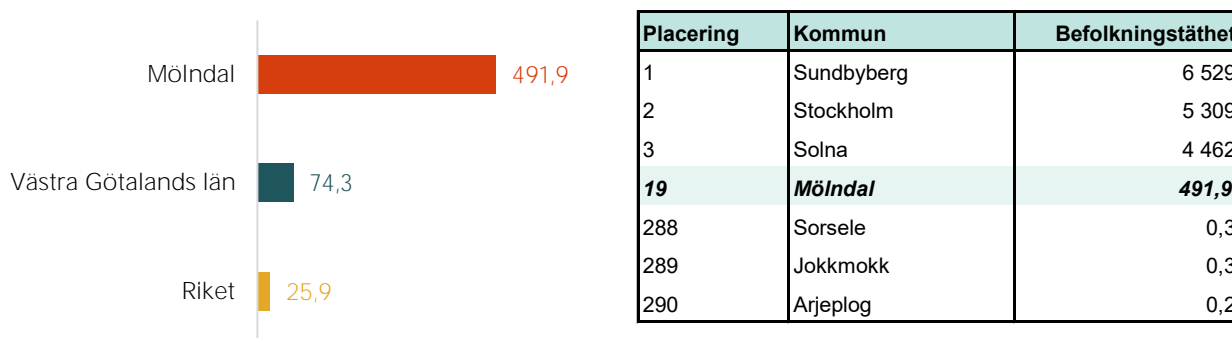 Mölndal 491,9
Västra Götalands län 74,3
Riket 25,9
Placering Kommun Befolkningstäthet
1 Sundbyberg 6 529
2 Stockholm 5 309
3 Solna 4 462
19 Mölndal 491,9
288 Sorsele 0,3
289 Jokkmokk 0,3
290 Arjeplog 0,2